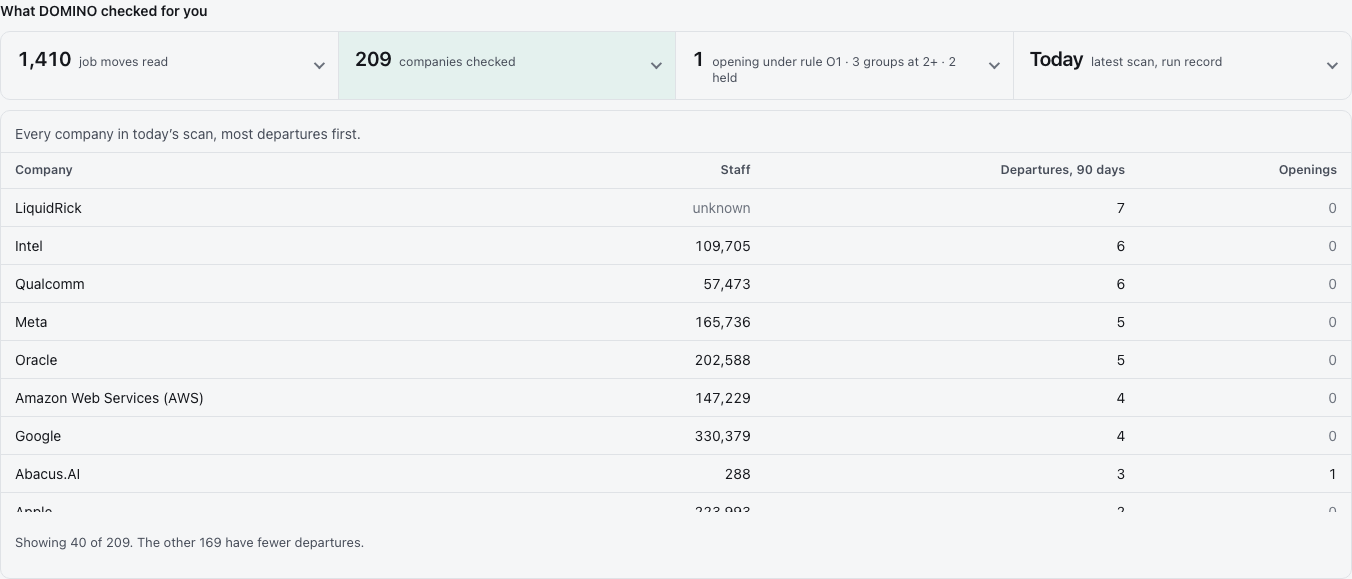 What DOMINO checked for you
1,410 job moves read
209 companies checked
1 opening under rule O1 · 3 groups at 2+ · 2 held
Today latest scan, run record
Every company in today's scan, most departures first.
Company Staff Departures, 90 days Openings
LiquidRick unknown 7 0
Intel 109,705 6 0
Qualcomm 57,473 6 0
Meta 165,736 5 0
Oracle 202,588 5 0
Amazon Web Services (AWS) 147,229 4 0
Google 330,379 4 0
Abacus.AI 288 3 1
Apple 223,993 2 0
Showing 40 of 209. The other 169 have fewer departures.